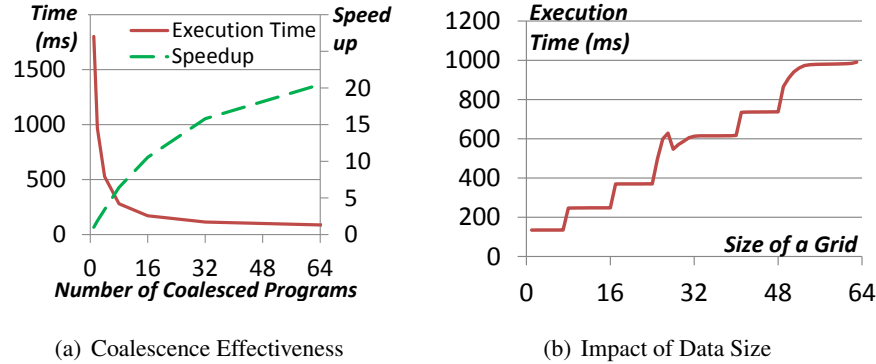 Time
(ms)
Execution Time
Speedup
Speed
up
1500
1000
500
0
20
15
10
5
0
0 16 32 48 64
Number of Coalesced Programs
(a) Coalescence Effectiveness
Execution
Time (ms)
1200
1000
800
600
400
200
0
Size of a Grid
0 16 32 48 64
(b) Impact of Data Size